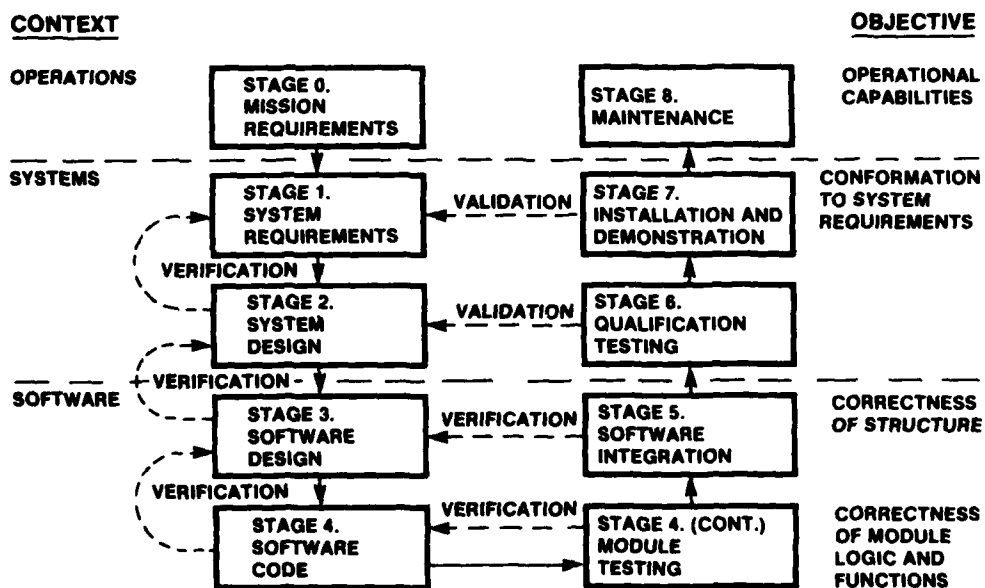 CONTEXT
OBJECTIVE
OPERATIONS
STAGE 0.
MISSION
REQUIREMENTS
STAGE 8.
MAINTENANCE
OPERATIONAL
CAPABILITIES
SYSTEMS
STAGE 1.
SYSTEM
REQUIREMENTS
VALIDATION
STAGE 7.
INSTALLATION AND
DEMONSTRATION
CONFORMATION
TO SYSTEM
REQUIREMENTS
VERIFICATION
STAGE 2.
SYSTEM
DESIGN
VALIDATION
STAGE 6.
QUALIFICATION
TESTING
VERIFICATION
SOFTWARE
STAGE 3.
SOFTWARE
DESIGN
VERIFICATION
STAGE 5.
SOFTWARE
INTEGRATION
CORRECTNESS
OF STRUCTURE
VERIFICATION
STAGE 4.
SOFTWARE
CODE
VERIFICATION
STAGE 4. (CONT.)
MODULE
TESTING
CORRECTNESS
OF MODULE
LOGIC AND
FUNCTIONS